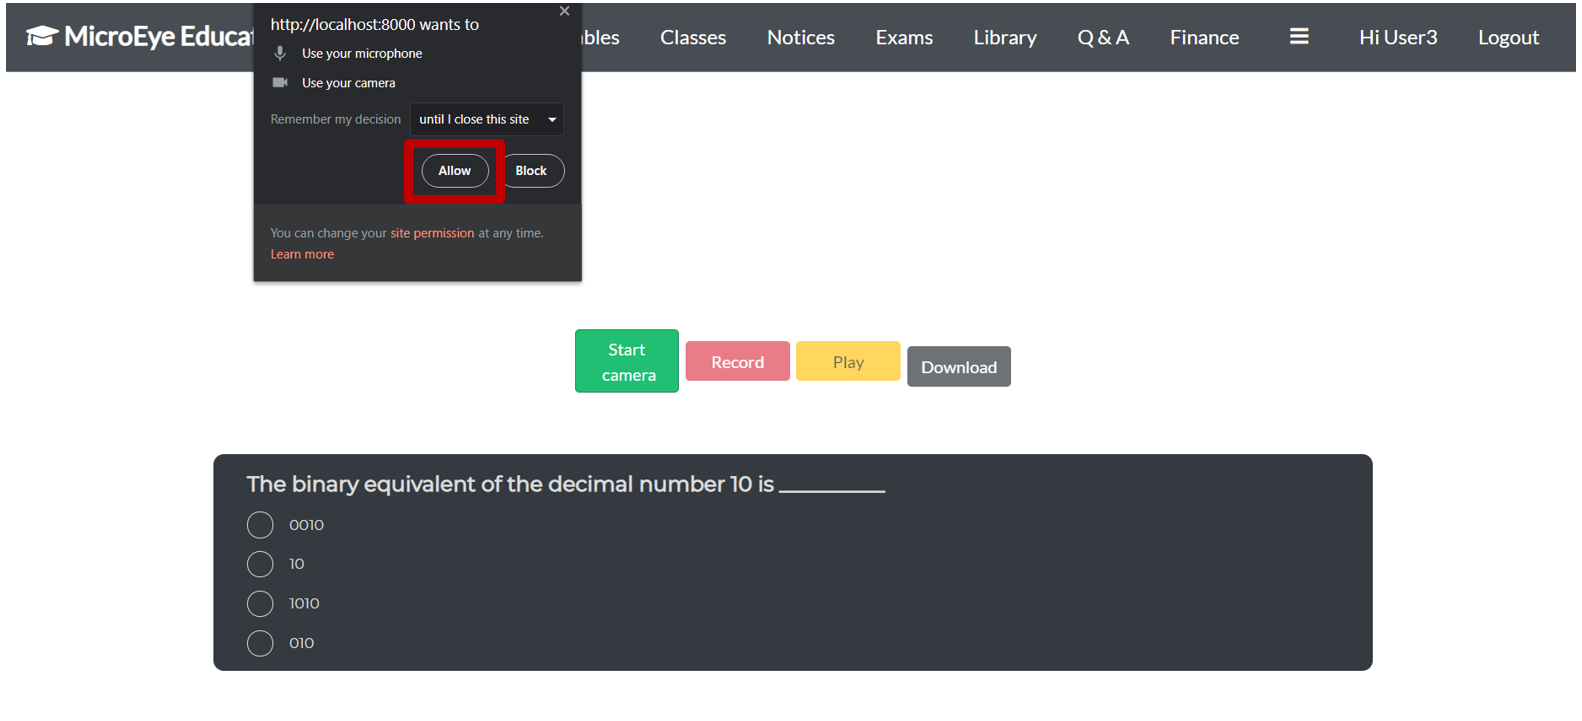 MicroEye Educa
bles
Classes
Notices
Exams
Library
Q & A
Finance
Hi User3
Logout
http://localhost:8000 wants to
Use your microphone
Use your camera
Remember my decision
until I close this site
Allow
Block
You can change your site permission at any time.
Learn more
Start
camera
Record
Play
Download
The binary equivalent of the decimal number 10 is __________
0010
10
1010
010